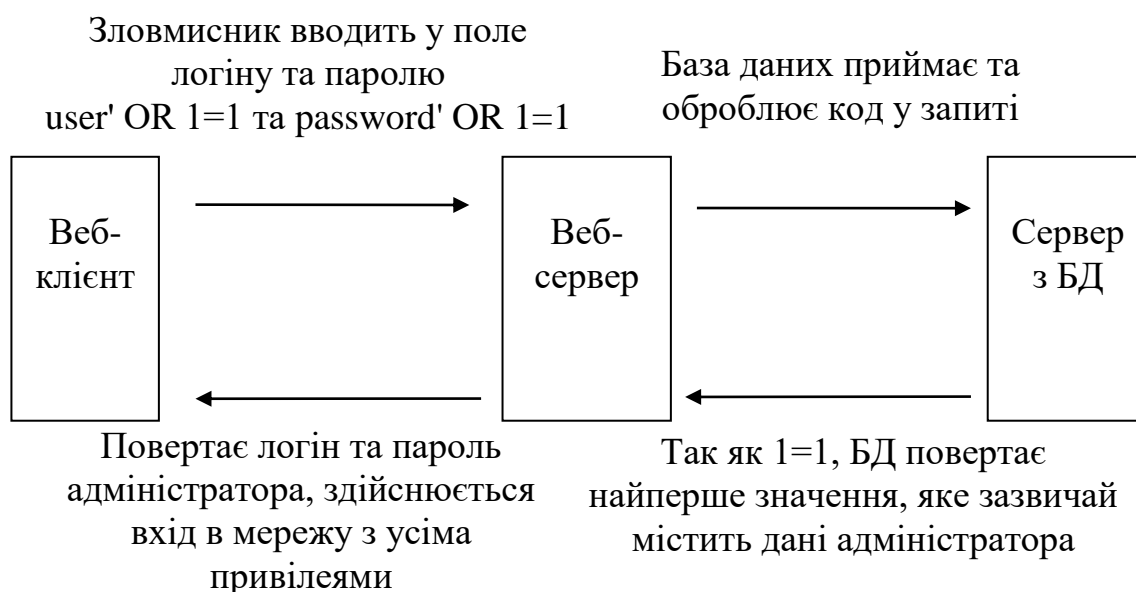 Зловмисник вводить у поле
логіну та паролю
user' OR 1=1 та password' OR 1=1
База даних приймає та
оброблює код у запиті
Веб-
клієнт
Веб-
сервер
Сервер
з БД
Повертає логін та пароль
адміністратора, здійснюється
вхід в мережу з усіма
привілеями
Так як 1=1, БД повертає
найперше значення, яке зазвичай
містить дані адміністратора